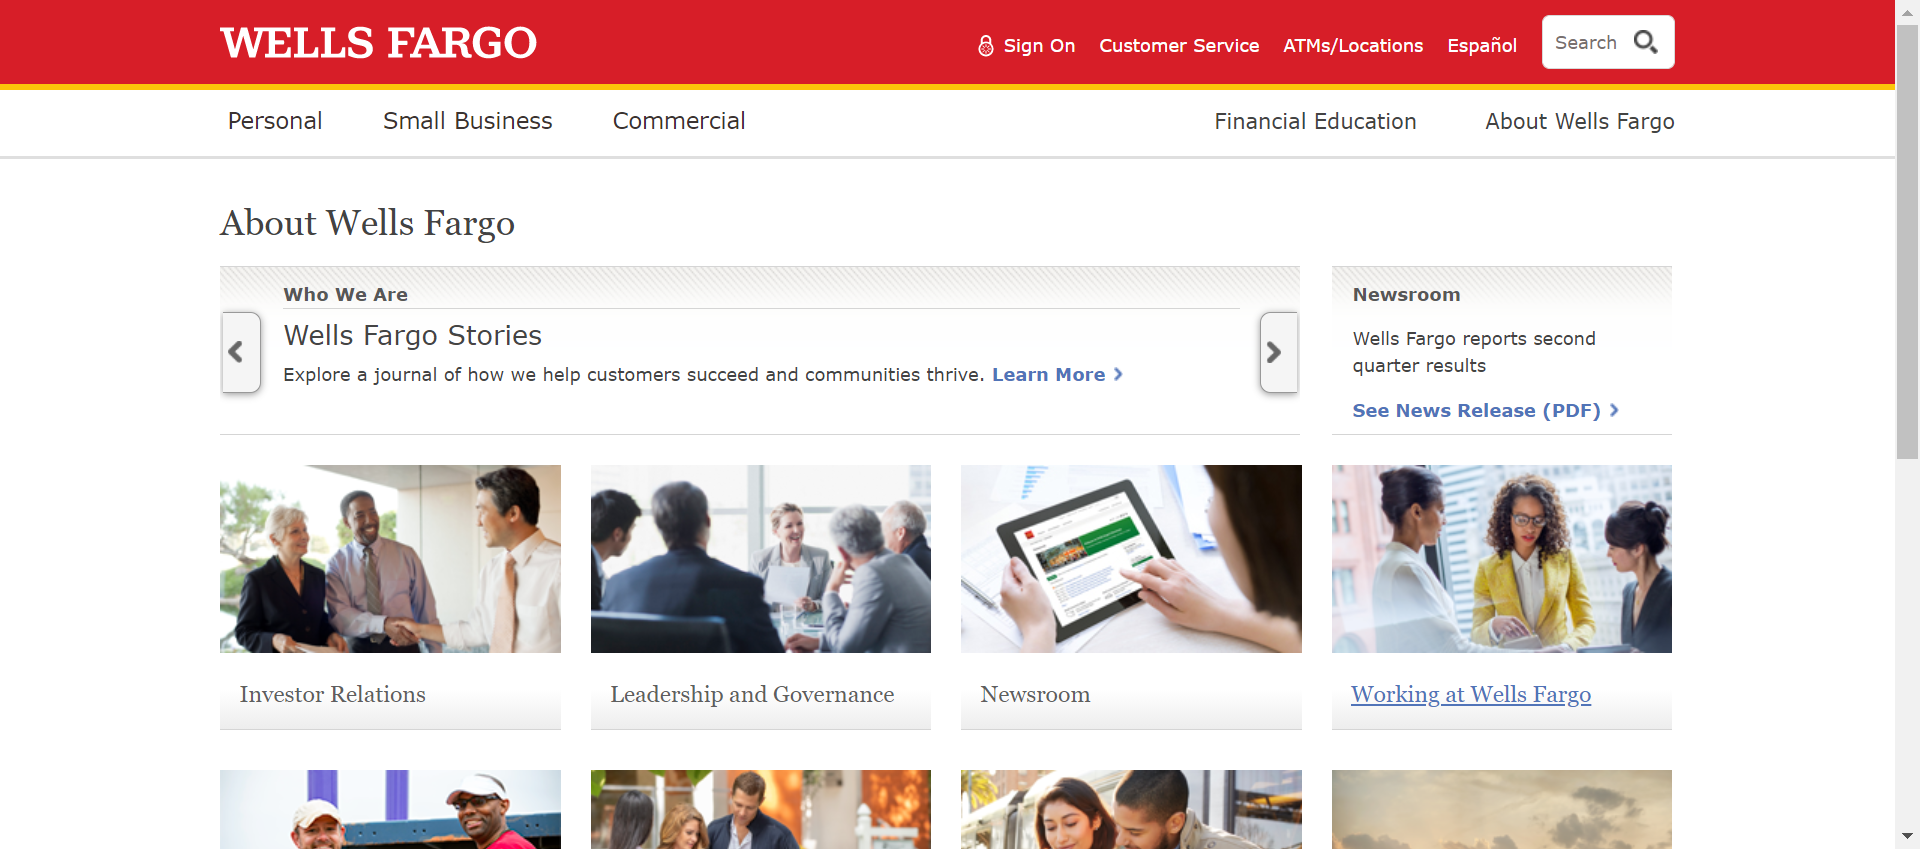 WELLS FARGO
Sign On
Customer Service
ATMs/Locations
Español
Search
Personal
Small Business
Commercial
Financial Education
About Wells Fargo
About Wells Fargo
Who We Are
Wells Fargo Stories
Explore a journal of how we help customers succeed and communities thrive. Learn More
Newsroom
Wells Fargo reports second
quarter results
See News Release (PDF)
Investor Relations
Leadership and Governance
Newsroom
Working at Wells Fargo